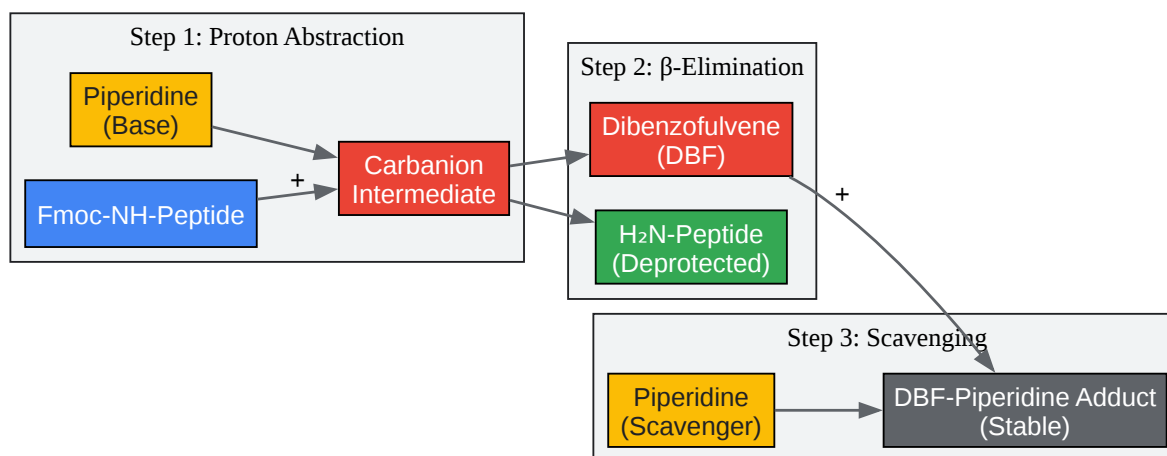 Step 1: Proton Abstraction
Piperidine
(Base)
+
Fmoc-NH-Peptide
Carbanion
Intermediate
Step 2: β-Elimination
Dibenzofulvene
(DBF)
+
H₂N-Peptide
(Deprotected)
Step 3: Scavenging
Piperidine
(Scavenger)
DBF-Piperidine Adduct
(Stable)